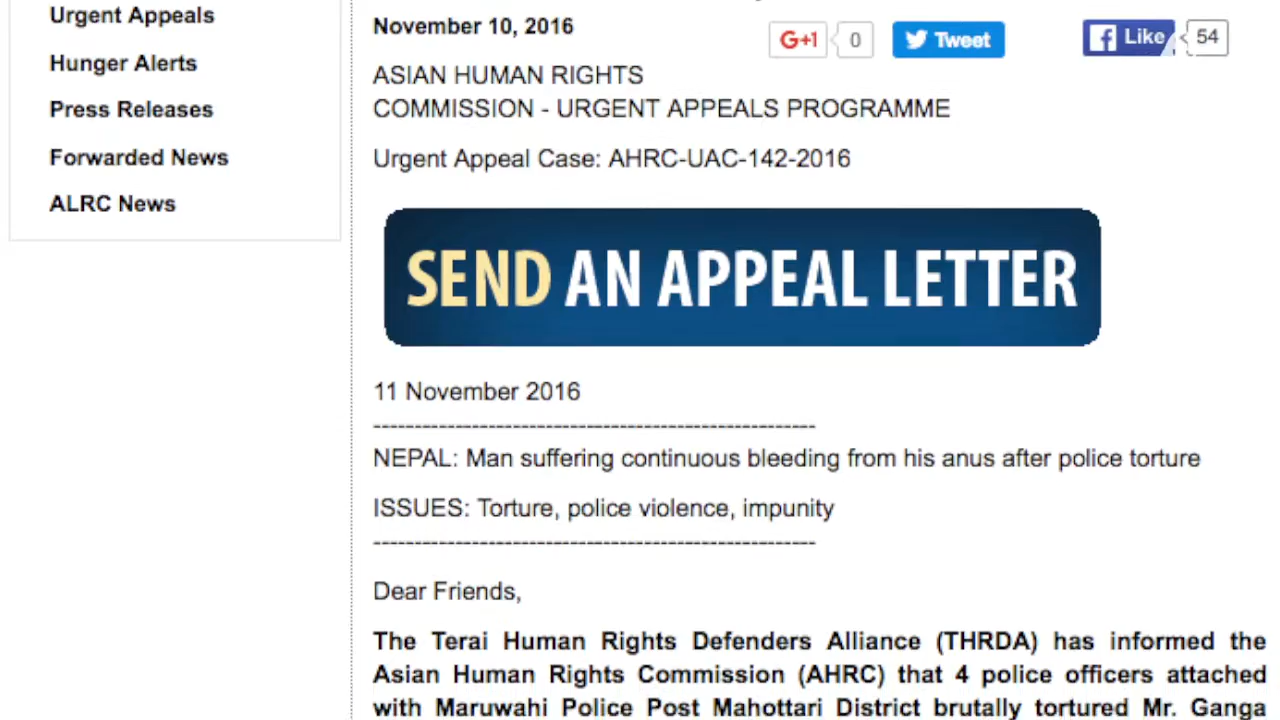 Urgent Appeals
Hunger Alerts
Press Releases
Forwarded News
ALRC News
November 10, 2016
G+1 0
Tweet
Like 54
ASIAN HUMAN RIGHTS
COMMISSION - URGENT APPEALS PROGRAMME
Urgent Appeal Case: AHRC-UAC-142-2016
SEND AN APPEAL LETTER
11 November 2016
------------------------------------------------------
NEPAL: Man suffering continuous bleeding from his anus after police torture
ISSUES: Torture, police violence, impunity
------------------------------------------------------
Dear Friends,
The Terai Human Rights Defenders Alliance (THRDA) has informed the
Asian Human Rights Commission (AHRC) that 4 police officers attached
with Maruwahi Police Post Mahottari District brutally tortured Mr. Ganga